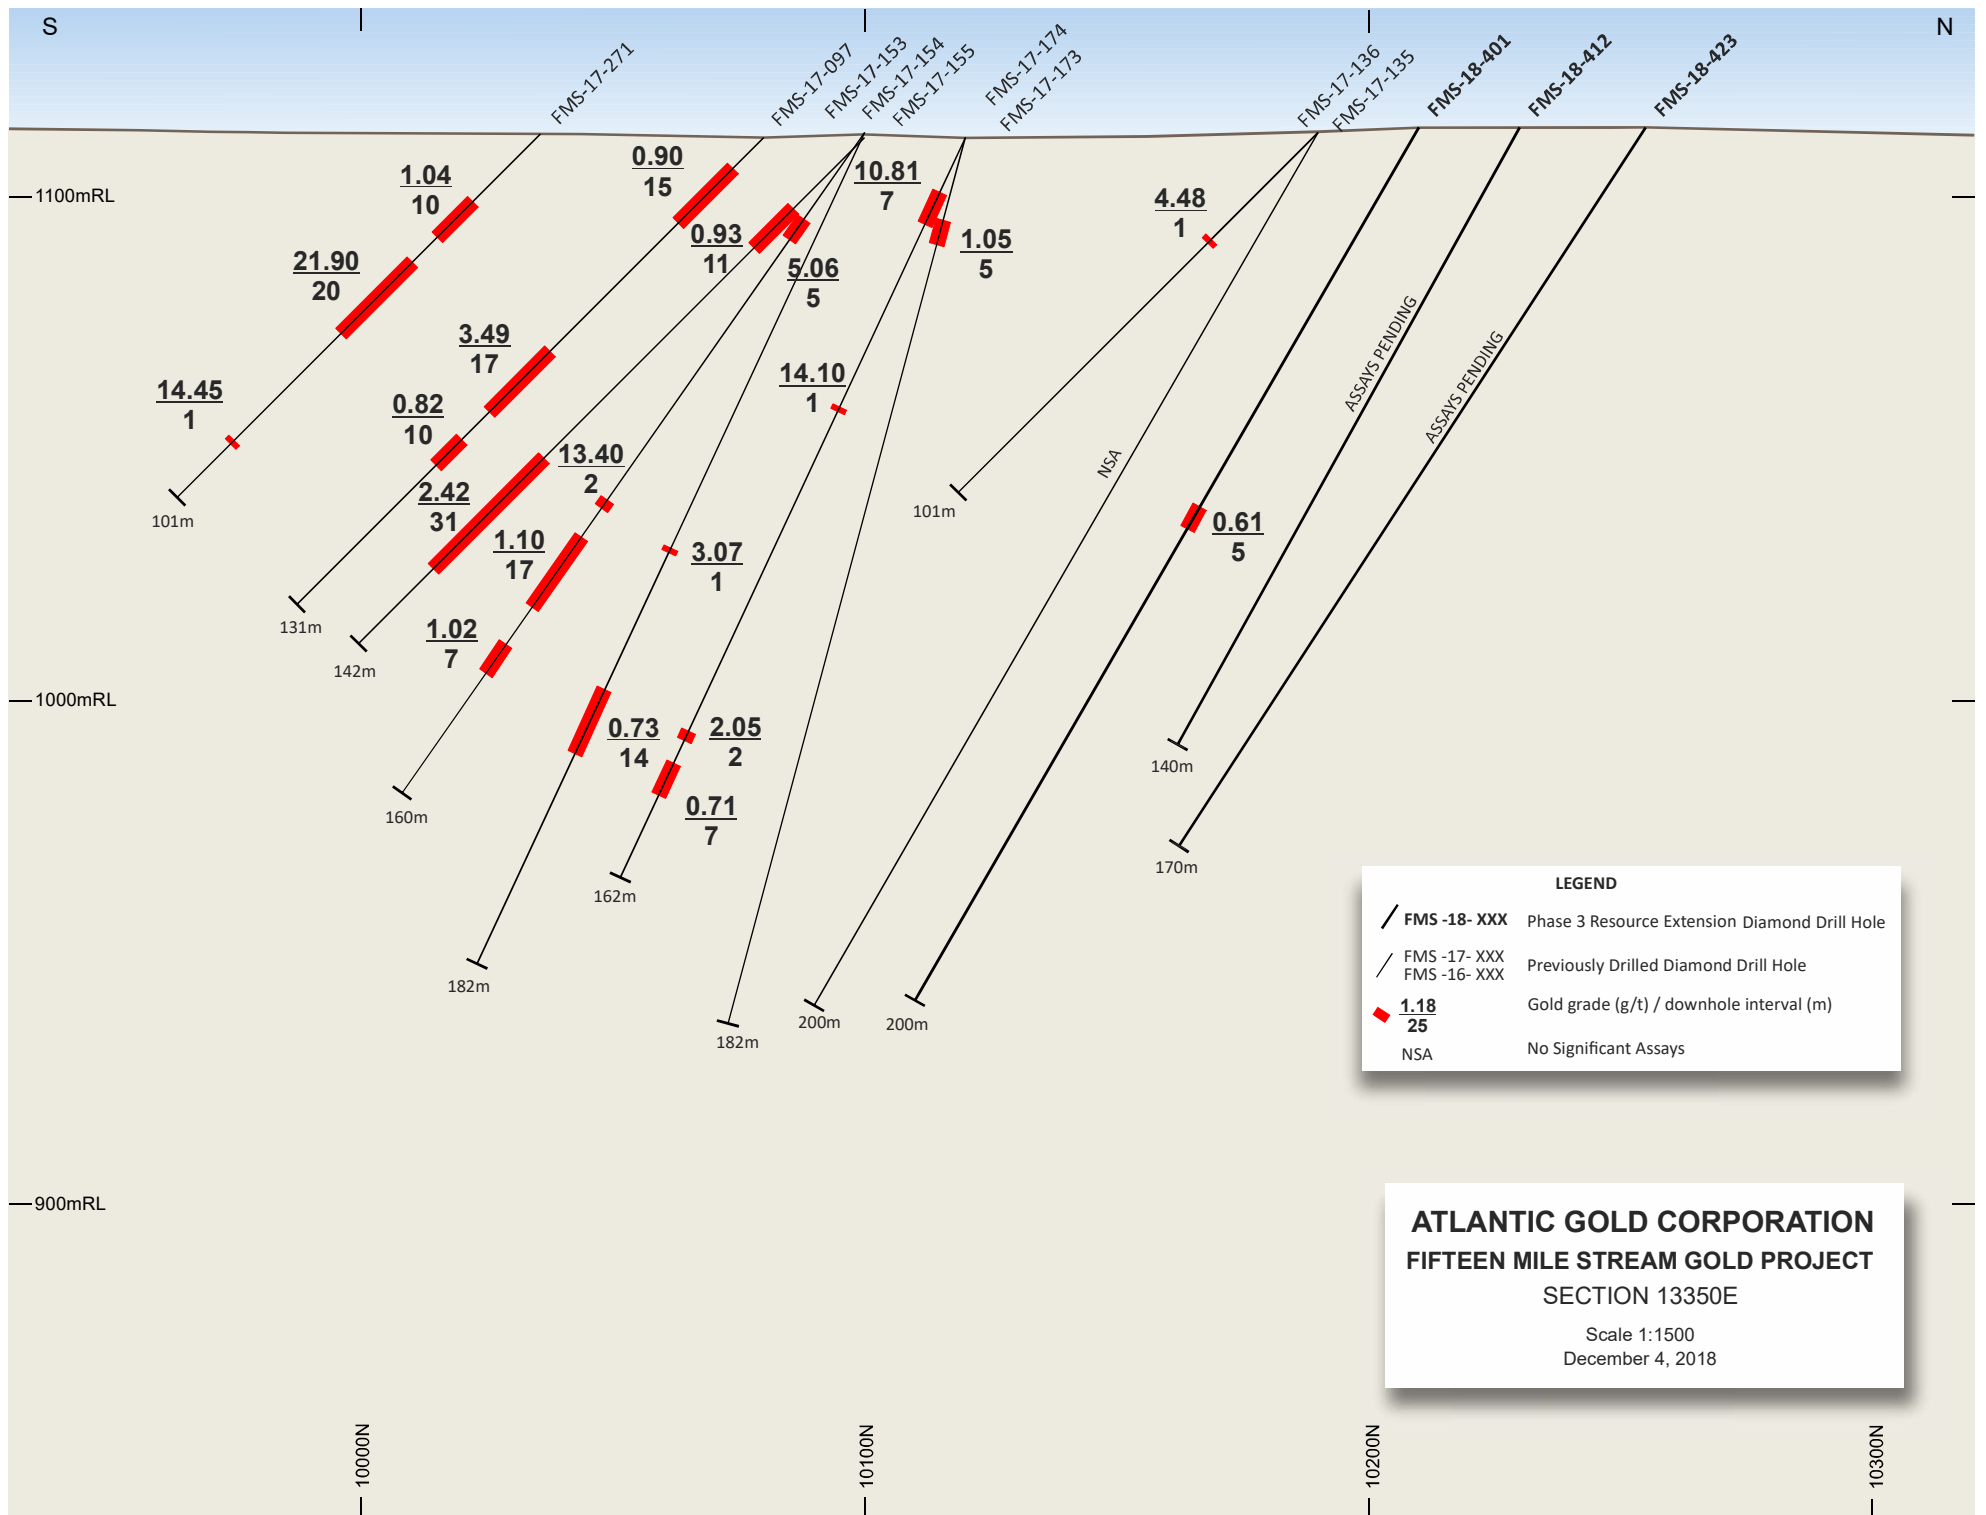 S
N
FMS-17-271
FMS-17-097
FMS-17-153
FMS-17-154
FMS-17-155
FMS-17-174
FMS-17-173
FMS-17-136
FMS-17-135
FMS-18-401
FMS-18-412
FMS-18-423
1100mRL
1000mRL
900mRL
1.04
10
21.90
20
14.45
1
101m
0.90
15
3.49
17
0.82
10
131m
0.93
11
2.42
31
142m
5.06
5
13.40
2
1.10
17
1.02
7
160m
3.07
1
0.73
14
182m
10.81
7
14.10
1
2.05
2
0.71
7
162m
1.05
5
182m
4.48
1
101m
NSA
200m
0.61
5
200m
ASSAYS PENDING
140m
ASSAYS PENDING
170m
LEGEND
FMS -18- XXX Phase 3 Resource Extension Diamond Drill Hole
FMS -17- XXX
FMS -16- XXX
Previously Drilled Diamond Drill Hole
1.18
25
Gold grade (g/t) / downhole interval (m)
NSA No Significant Assays
ATLANTIC GOLD CORPORATION
FIFTEEN MILE STREAM GOLD PROJECT
SECTION 13350E
Scale 1:1500
December 4, 2018
10000N
10100N
10200N
10300N